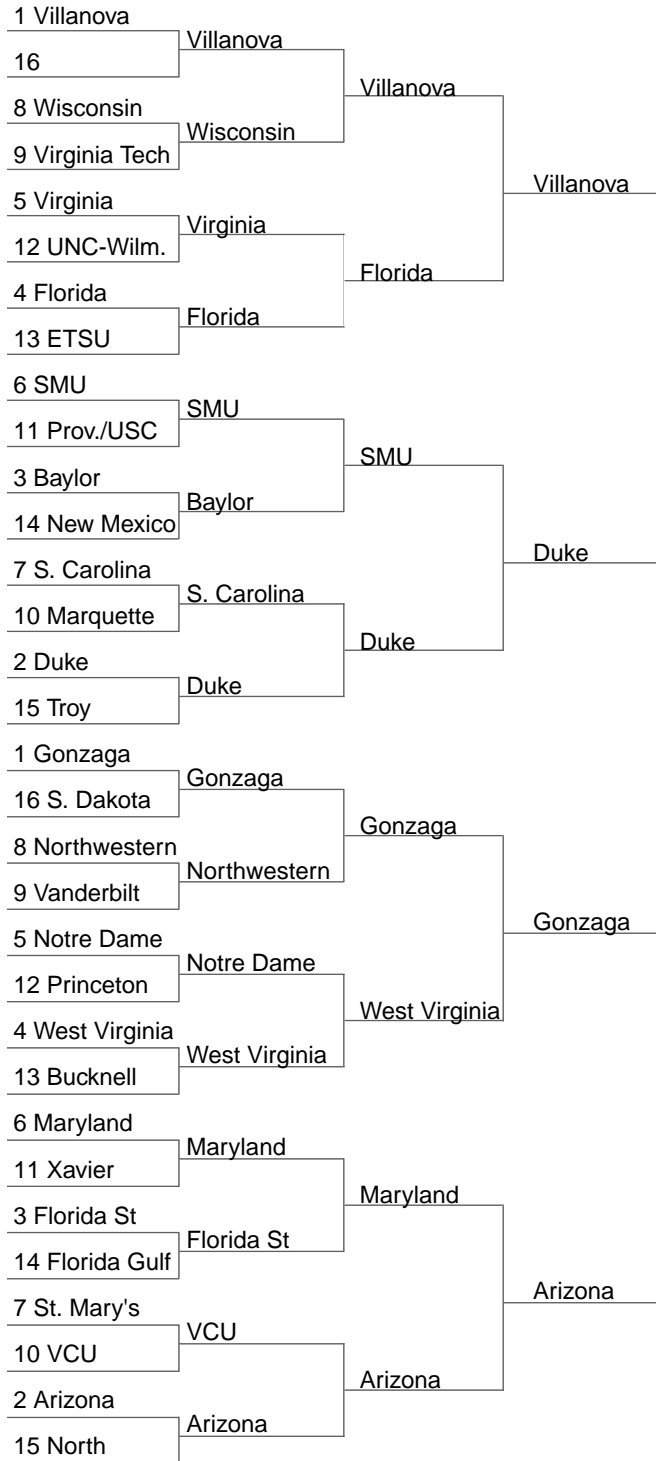 1 Villanova
16
8 Wisconsin
9 Virginia Tech
5 Virginia
12 UNC-Wilm.
4 Florida
13 ETSU
6 SMU
11 Prov./USC
3 Baylor
14 New Mexico
7 S. Carolina
10 Marquette
2 Duke
15 Troy
1 Gonzaga
16 S. Dakota
8 Northwestern
9 Vanderbilt
5 Notre Dame
12 Princeton
4 West Virginia
13 Bucknell
6 Maryland
11 Xavier
3 Florida St
14 Florida Gulf
7 St. Mary's
10 VCU
2 Arizona
15 North
Villanova
Wisconsin
Virginia
Florida
SMU
Baylor
S. Carolina
Duke
Gonzaga
Northwestern
Notre Dame
West Virginia
Maryland
Florida St
VCU
Arizona
Villanova
Florida
SMU
Duke
Gonzaga
West Virginia
Maryland
Arizona
Villanova
Duke
Gonzaga
Arizona